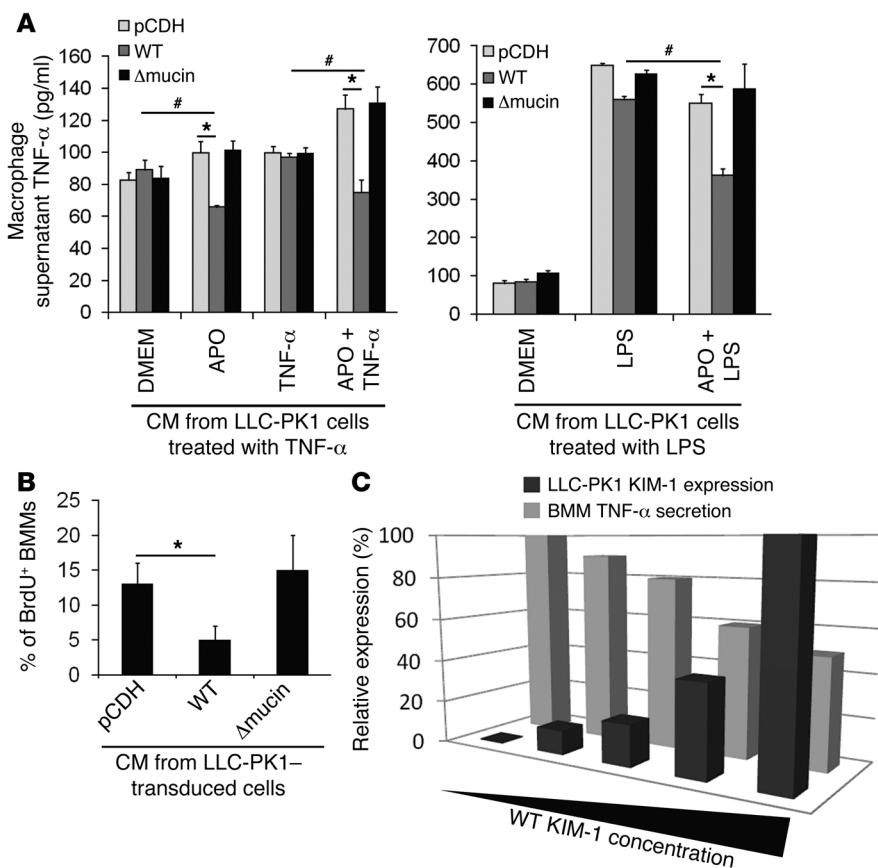 A
pCDH
WT
Δmucin
Macrophage
supernatant TNF-α (pg/ml)
160
140
120
100
80
60
40
20
0
#
*
#
*
DMEM
APO
TNF-α
APO +
TNF-α
CM from LLC-PK1 cells
treated with TNF-α
pCDH
WT
Δmucin
700
600
500
400
300
200
100
0
#
*
DMEM
LPS
APO +
LPS
CM from LLC-PK1 cells
treated with LPS
B
% of BrdU+ BMMs
25
20
15
10
5
0
*
pCDH
WT
Δmucin
CM from LLC-PK1–
transduced cells
C
LLC-PK1 KIM-1 expression
BMM TNF-α secretion
Relative expression (%)
100
80
60
40
20
0
WT KIM-1 concentration